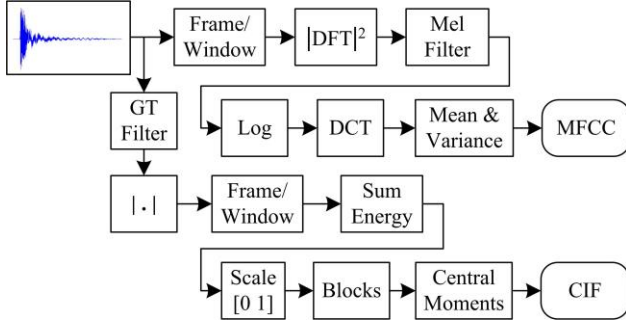 Frame/
Window
|DFT|²
Mel
Filter
GT
Filter
Log
DCT
Mean &
Variance
MFCC
|.|
Frame/
Window
Sum
Energy
Scale
[0 1]
Blocks
Central
Moments
CIF